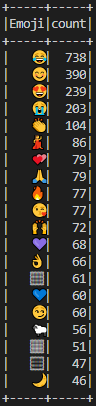 +-----+-----+
|Emoji|count|
+-----+-----+
| 😂| 738|
| 😊| 390|
| 😍| 239|
| 😭| 203|
| 👏| 104|
| 💃| 86|
| 💕| 79|
| 🙏| 79|
| 🔥| 77|
| 😘| 77|
| 🙌| 72|
| 💜| 68|
| 👌| 66|
| | 61|
| 💙| 60|
| 😏| 60|
| | 56|
| | 51|
| | 47|
| 🌙| 46|
+-----+-----+